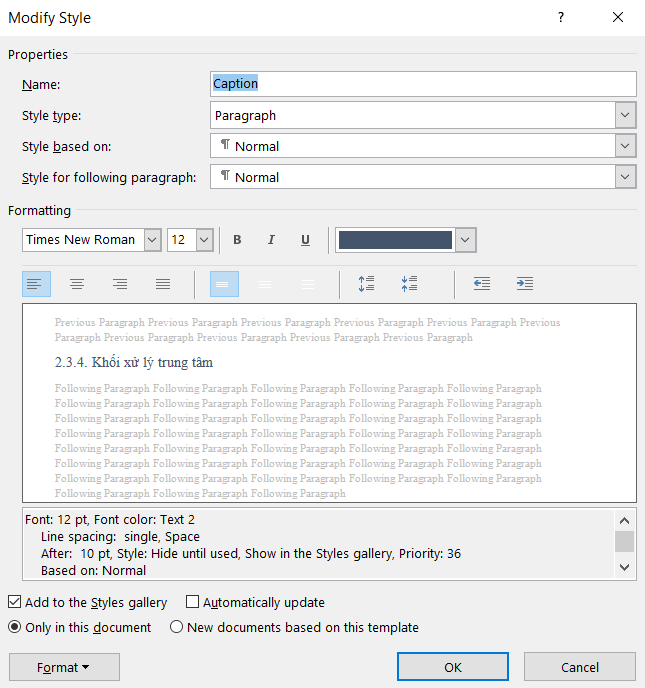 Modify Style
?
Properties
Name: Caption
Style type: Paragraph
Style based on: ¶ Normal
Style for following paragraph: ¶ Normal
Formatting
Times New Roman 12 B I U
Previous Paragraph Previous Paragraph Previous Paragraph Previous Paragraph Previous Paragraph Previous
Paragraph Previous Paragraph Previous Paragraph Previous Paragraph Previous Paragraph
2.3.4. Khối xử lý trung tâm
Following Paragraph Following Paragraph Following Paragraph Following Paragraph Following Paragraph
Following Paragraph Following Paragraph Following Paragraph Following Paragraph Following Paragraph
Following Paragraph Following Paragraph Following Paragraph Following Paragraph Following Paragraph
Following Paragraph Following Paragraph Following Paragraph Following Paragraph Following Paragraph
Following Paragraph Following Paragraph Following Paragraph Following Paragraph Following Paragraph
Following Paragraph Following Paragraph Following Paragraph Following Paragraph Following Paragraph
Following Paragraph Following Paragraph Following Paragraph Following Paragraph Following Paragraph
Following Paragraph Following Paragraph Following Paragraph
Font: 12 pt, Font color: Text 2
Line spacing: single, Space
After: 10 pt, Style: Hide until used, Show in the Styles gallery, Priority: 36
Based on: Normal
Add to the Styles gallery Automatically update
Only in this document New documents based on this template
Format OK Cancel